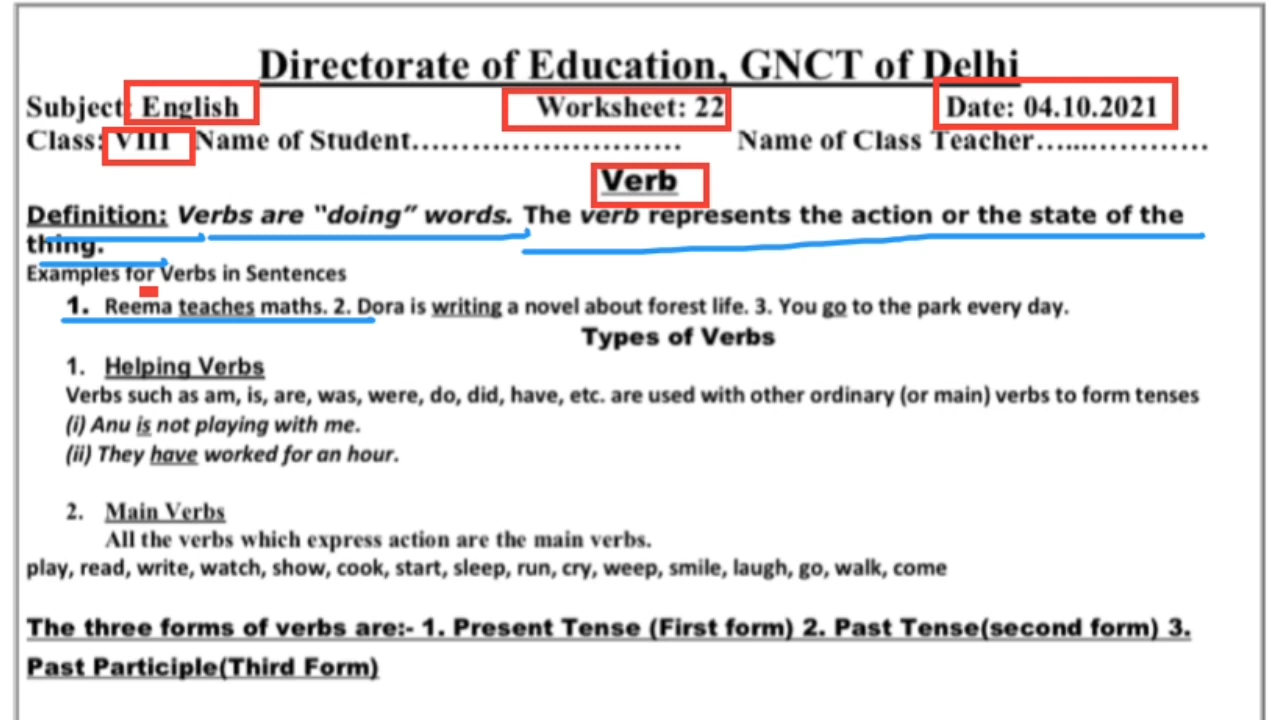 Directorate of Education, GNCT of Delhi
Subject: English Worksheet: 22 Date: 04.10.2021
Class: VIII Name of Student………………………… Name of Class Teacher…...…………
Verb
Definition: Verbs are “doing” words. The verb represents the action or the state of the
thing.
Examples for Verbs in Sentences
1. Reema teaches maths. 2. Dora is writing a novel about forest life. 3. You go to the park every day.
Types of Verbs
1. Helping Verbs
Verbs such as am, is, are, was, were, do, did, have, etc. are used with other ordinary (or main) verbs to form tenses
(i) Anu is not playing with me.
(ii) They have worked for an hour.
2. Main Verbs
All the verbs which express action are the main verbs.
play, read, write, watch, show, cook, start, sleep, run, cry, weep, smile, laugh, go, walk, come
The three forms of verbs are:- 1. Present Tense (First form) 2. Past Tense(second form) 3.
Past Participle(Third Form)